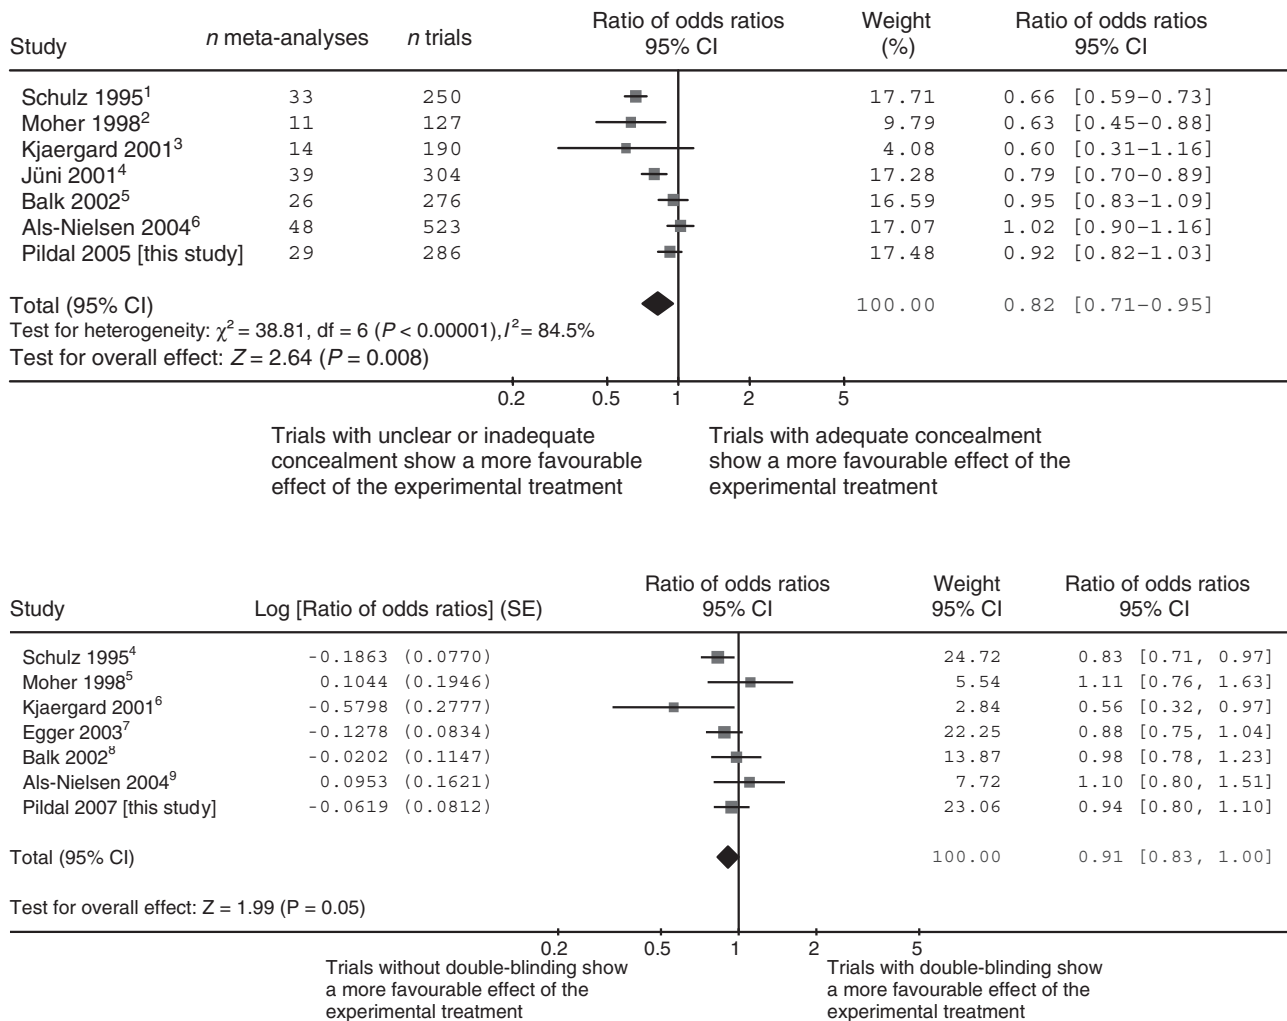 Study n meta-analyses n trials Ratio of odds ratios 95% CI Weight (%) Ratio of odds ratios 95% CI
Schulz 1995¹ 33 250 17.71 0.66 [0.59–0.73]
Moher 1998² 11 127 9.79 0.63 [0.45–0.88]
Kjaergard 2001³ 14 190 4.08 0.60 [0.31–1.16]
Jüni 2001⁴ 39 304 17.28 0.79 [0.70–0.89]
Balk 2002⁵ 26 276 16.59 0.95 [0.83–1.09]
Als-Nielsen 2004⁶ 48 523 17.07 1.02 [0.90–1.16]
Pildal 2005 [this study] 29 286 17.48 0.92 [0.82–1.03]
Total (95% CI) 100.00 0.82 [0.71–0.95]
Test for heterogeneity: χ² = 38.81, df = 6 (P < 0.00001), I² = 84.5%
Test for overall effect: Z = 2.64 (P = 0.008)
0.2 0.5 1 2 5
Trials with unclear or inadequate
concealment show a more favourable
effect of the experimental treatment
Trials with adequate concealment
show a more favourable effect of the
experimental treatment
Study Log [Ratio of odds ratios] (SE) Ratio of odds ratios 95% CI Weight 95% CI Ratio of odds ratios 95% CI
Schulz 1995⁴ -0.1863 (0.0770) 24.72 0.83 [0.71, 0.97]
Moher 1998⁵ 0.1044 (0.1946) 5.54 1.11 [0.76, 1.63]
Kjaergard 2001⁶ -0.5798 (0.2777) 2.84 0.56 [0.32, 0.97]
Egger 2003⁷ -0.1278 (0.0834) 22.25 0.88 [0.75, 1.04]
Balk 2002⁸ -0.0202 (0.1147) 13.87 0.98 [0.78, 1.23]
Als-Nielsen 2004⁹ 0.0953 (0.1621) 7.72 1.10 [0.80, 1.51]
Pildal 2007 [this study] -0.0619 (0.0812) 23.06 0.94 [0.80, 1.10]
Total (95% CI) 100.00 0.91 [0.83, 1.00]
Test for overall effect: Z = 1.99 (P = 0.05)
0.2 0.5 1 2 5
Trials without double-blinding show
a more favourable effect of the
experimental treatment
Trials with double-blinding show
a more favourable effect of the
experimental treatment